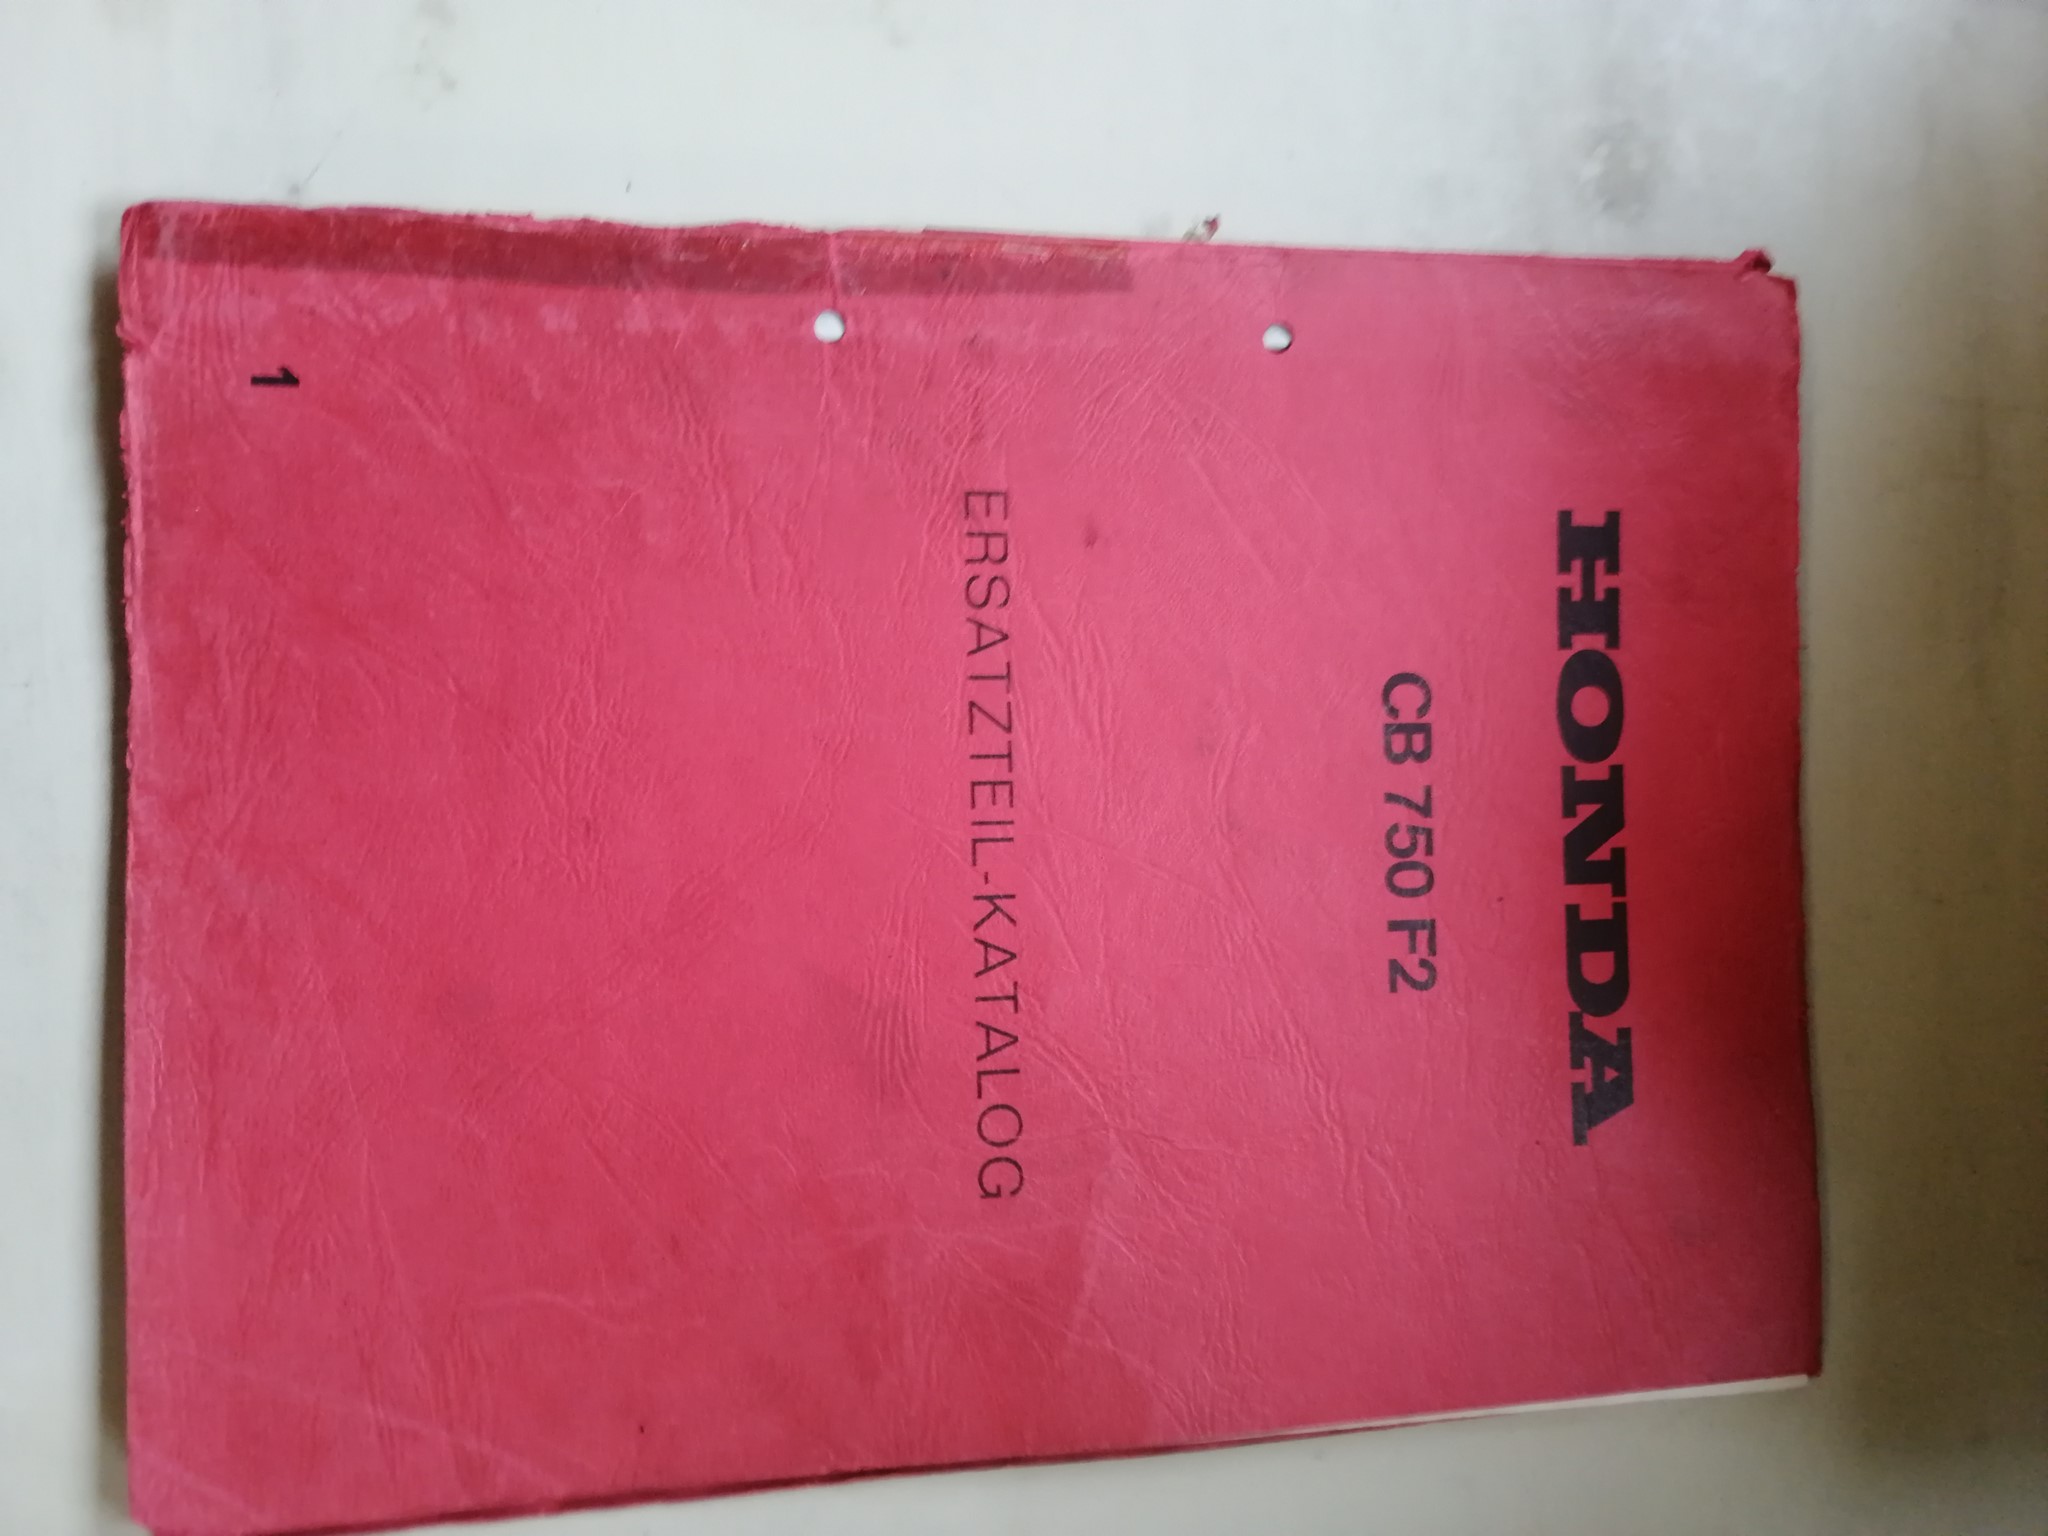 HONDA
CB 750 F2
ERSATZTEIL-KATALOG
1